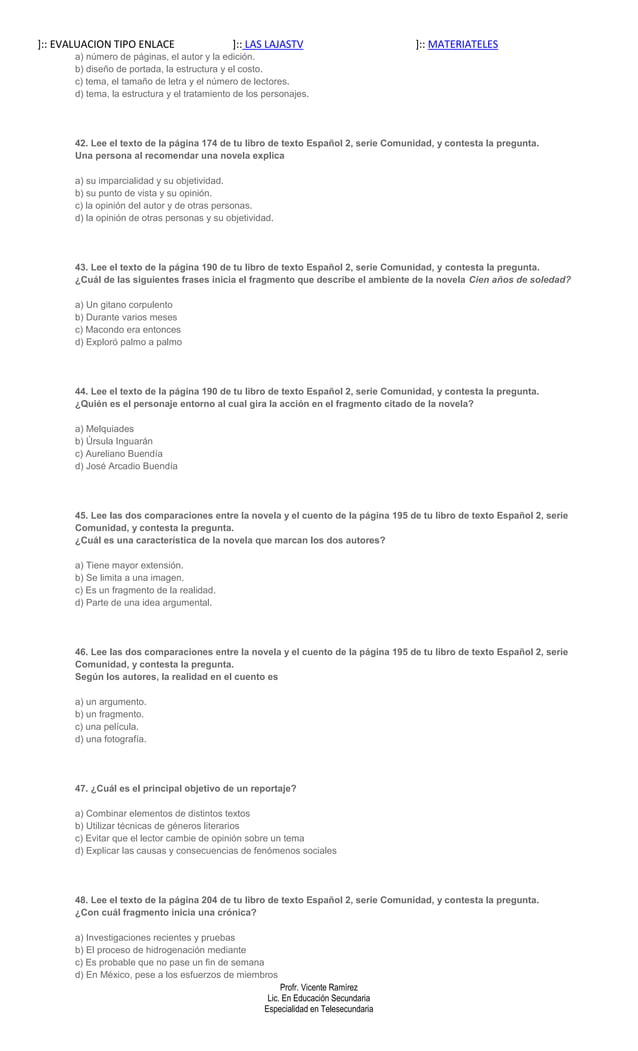 ]:: EVALUACION TIPO ENLACE ]:: LAS LAJASTV ]:: MATERIATELES
a) número de páginas, el autor y la edición.
b) diseño de portada, la estructura y el costo.
c) tema, el tamaño de letra y el número de lectores.
d) tema, la estructura y el tratamiento de los personajes.
42. Lee el texto de la página 174 de tu libro de texto Español 2, serie Comunidad, y contesta la pregunta.
Una persona al recomendar una novela explica
a) su imparcialidad y su objetividad.
b) su punto de vista y su opinión.
c) la opinión del autor y de otras personas.
d) la opinión de otras personas y su objetividad.
43. Lee el texto de la página 190 de tu libro de texto Español 2, serie Comunidad, y contesta la pregunta.
¿Cuál de las siguientes frases inicia el fragmento que describe el ambiente de la novela Cien años de soledad?
a) Un gitano corpulento
b) Durante varios meses
c) Macondo era entonces
d) Exploró palmo a palmo
44. Lee el texto de la página 190 de tu libro de texto Español 2, serie Comunidad, y contesta la pregunta.
¿Quién es el personaje entorno al cual gira la acción en el fragmento citado de la novela?
a) Melquiades
b) Úrsula Inguarán
c) Aureliano Buendía
d) José Arcadio Buendía
45. Lee las dos comparaciones entre la novela y el cuento de la página 195 de tu libro de texto Español 2, serie
Comunidad, y contesta la pregunta.
¿Cuál es una característica de la novela que marcan los dos autores?
a) Tiene mayor extensión.
b) Se limita a una imagen.
c) Es un fragmento de la realidad.
d) Parte de una idea argumental.
46. Lee las dos comparaciones entre la novela y el cuento de la página 195 de tu libro de texto Español 2, serie
Comunidad, y contesta la pregunta.
Según los autores, la realidad en el cuento es
a) un argumento.
b) un fragmento.
c) una película.
d) una fotografía.
47. ¿Cuál es el principal objetivo de un reportaje?
a) Combinar elementos de distintos textos
b) Utilizar técnicas de géneros literarios
c) Evitar que el lector cambie de opinión sobre un tema
d) Explicar las causas y consecuencias de fenómenos sociales
48. Lee el texto de la página 204 de tu libro de texto Español 2, serie Comunidad, y contesta la pregunta.
¿Con cuál fragmento inicia una crónica?
a) Investigaciones recientes y pruebas
b) El proceso de hidrogenación mediante
c) Es probable que no pase un fin de semana
d) En México, pese a los esfuerzos de miembros
Profr. Vicente Ramírez
Lic. En Educación Secundaria
Especialidad en Telesecundaria